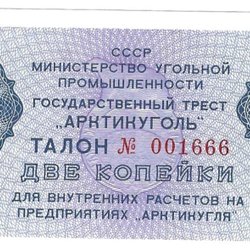 СССР
МИНИСТЕРСТВО УГОЛЬНОЙ
ПРОМЫШЛЕННОСТИ
ГОСУДАРСТВЕННЫЙ ТРЕСТ
„АРКТИКУГОЛЬ"
ТАЛОН № 001666
ДВЕ КОПЕЙКИ
ДЛЯ ВНУТРЕННИХ РАСЧЕТОВ НА
ПРЕДПРИЯТИЯХ „АРКТИКУГЛЯ"